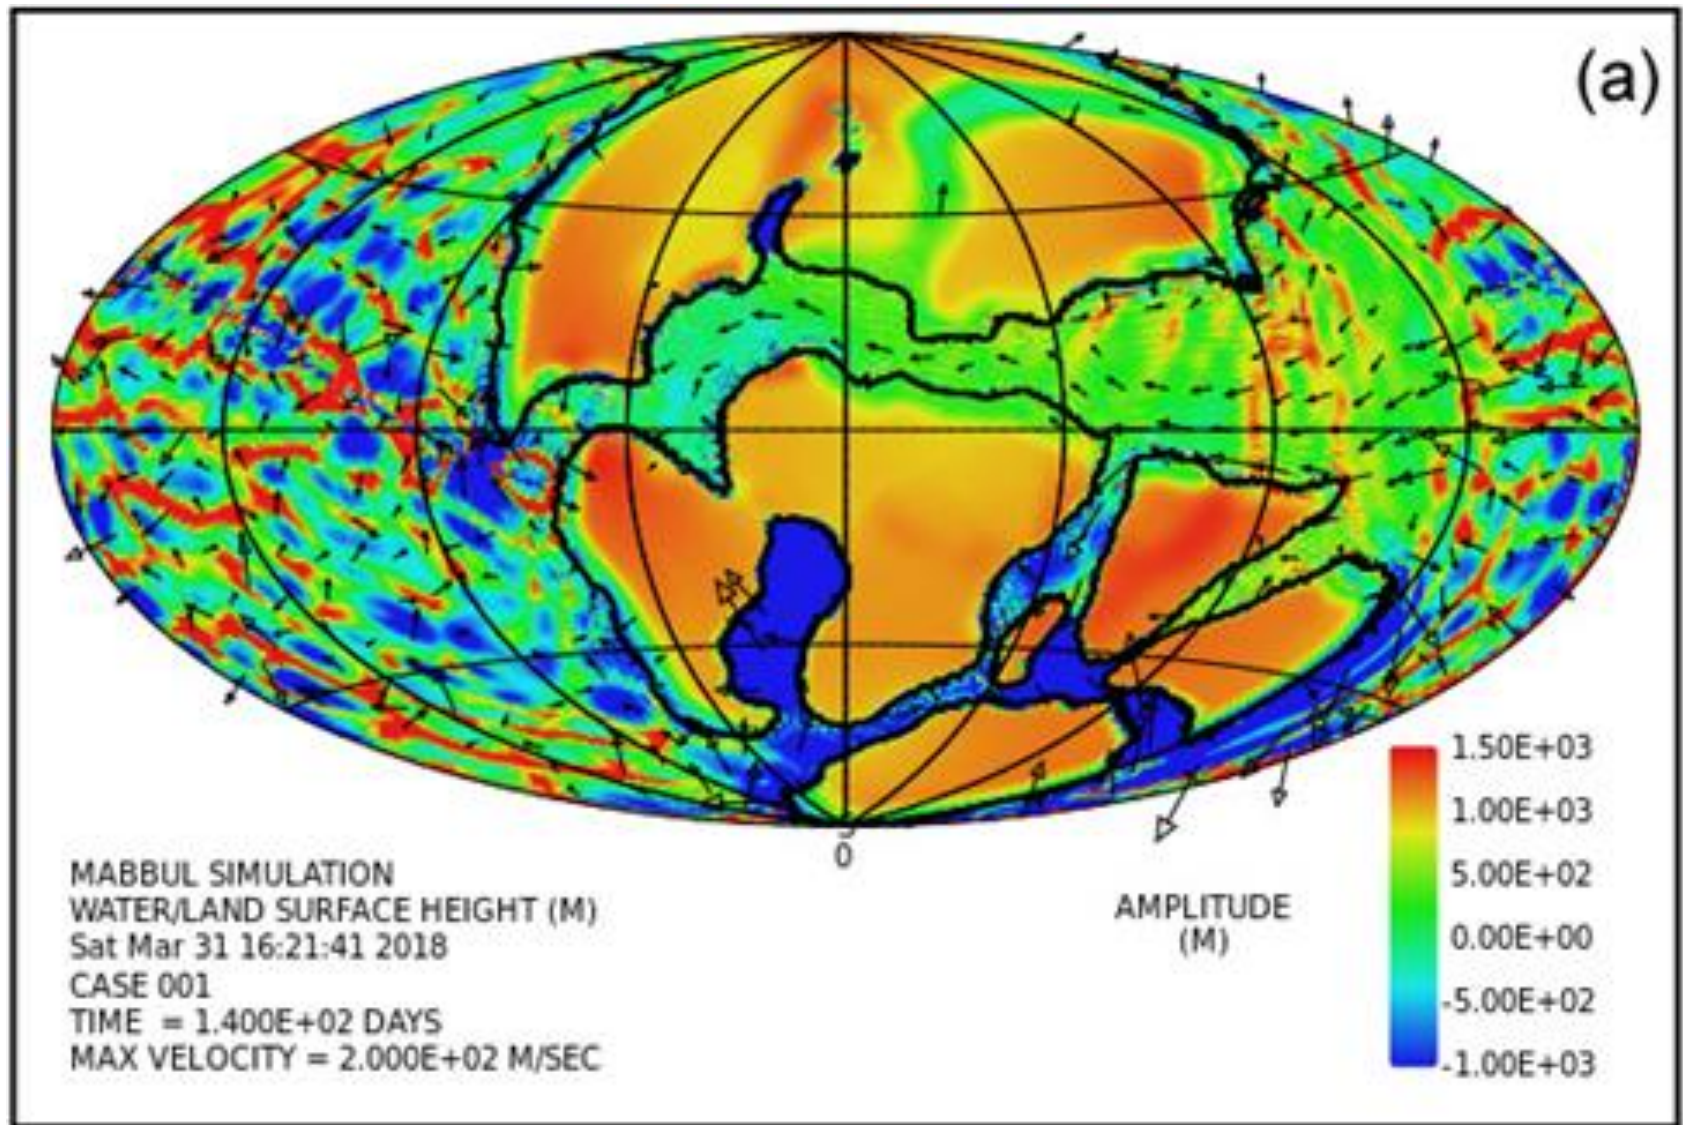 (a)
0
MABBUL SIMULATION
WATER/LAND SURFACE HEIGHT (M)
Sat Mar 31 16:21:41 2018
CASE 001
TIME = 1.400E+02 DAYS
MAX VELOCITY = 2.000E+02 M/SEC
AMPLITUDE
(M)
1.50E+03
1.00E+03
5.00E+02
0.00E+00
-5.00E+02
-1.00E+03